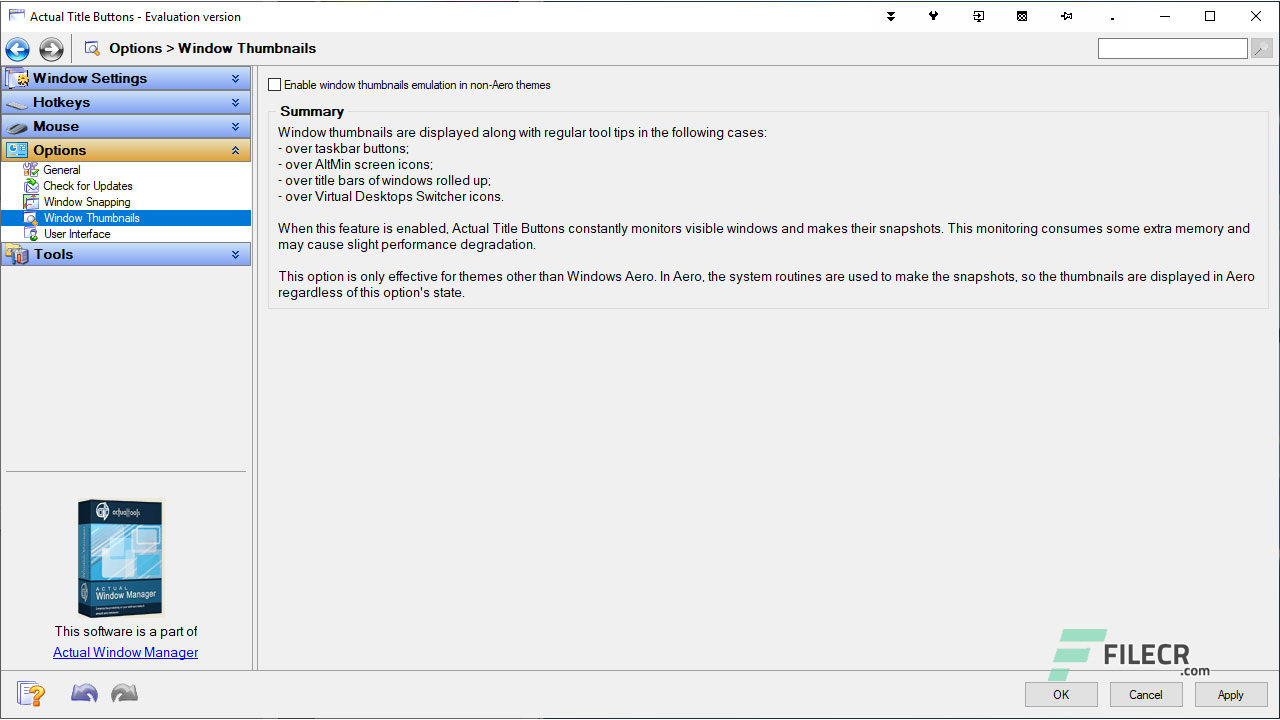 Actual Title Buttons - Evaluation version
Options > Window Thumbnails
Window Settings
Hotkeys
Mouse
Options
General
Check for Updates
Window Snapping
Window Thumbnails
User Interface
Tools
Enable window thumbnails emulation in non-Aero themes
Summary
Window thumbnails are displayed along with regular tool tips in the following cases:
- over taskbar buttons;
- over AltMin screen icons;
- over title bars of windows rolled up;
- over Virtual Desktops Switcher icons.
When this feature is enabled, Actual Title Buttons constantly monitors visible windows and makes their snapshots. This monitoring consumes some extra memory and
may cause slight performance degradation.
This option is only effective for themes other than Windows Aero. In Aero, the system routines are used to make the snapshots, so the thumbnails are displayed in Aero
regardless of this option's state.
actualtools
ACTUAL
Window Manager
This software is a part of
Actual Window Manager
FILECR
.com
OK
Cancel
Apply